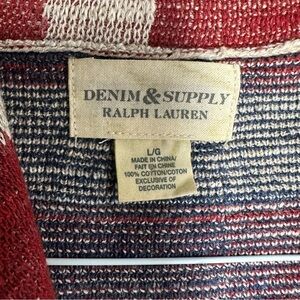 DENIM & SUPPLY
RALPH LAUREN
L/G
MADE IN CHINA/
FAIT EN CHINE
100% COTTON/COTON
EXCLUSIVE OF
DECORATION